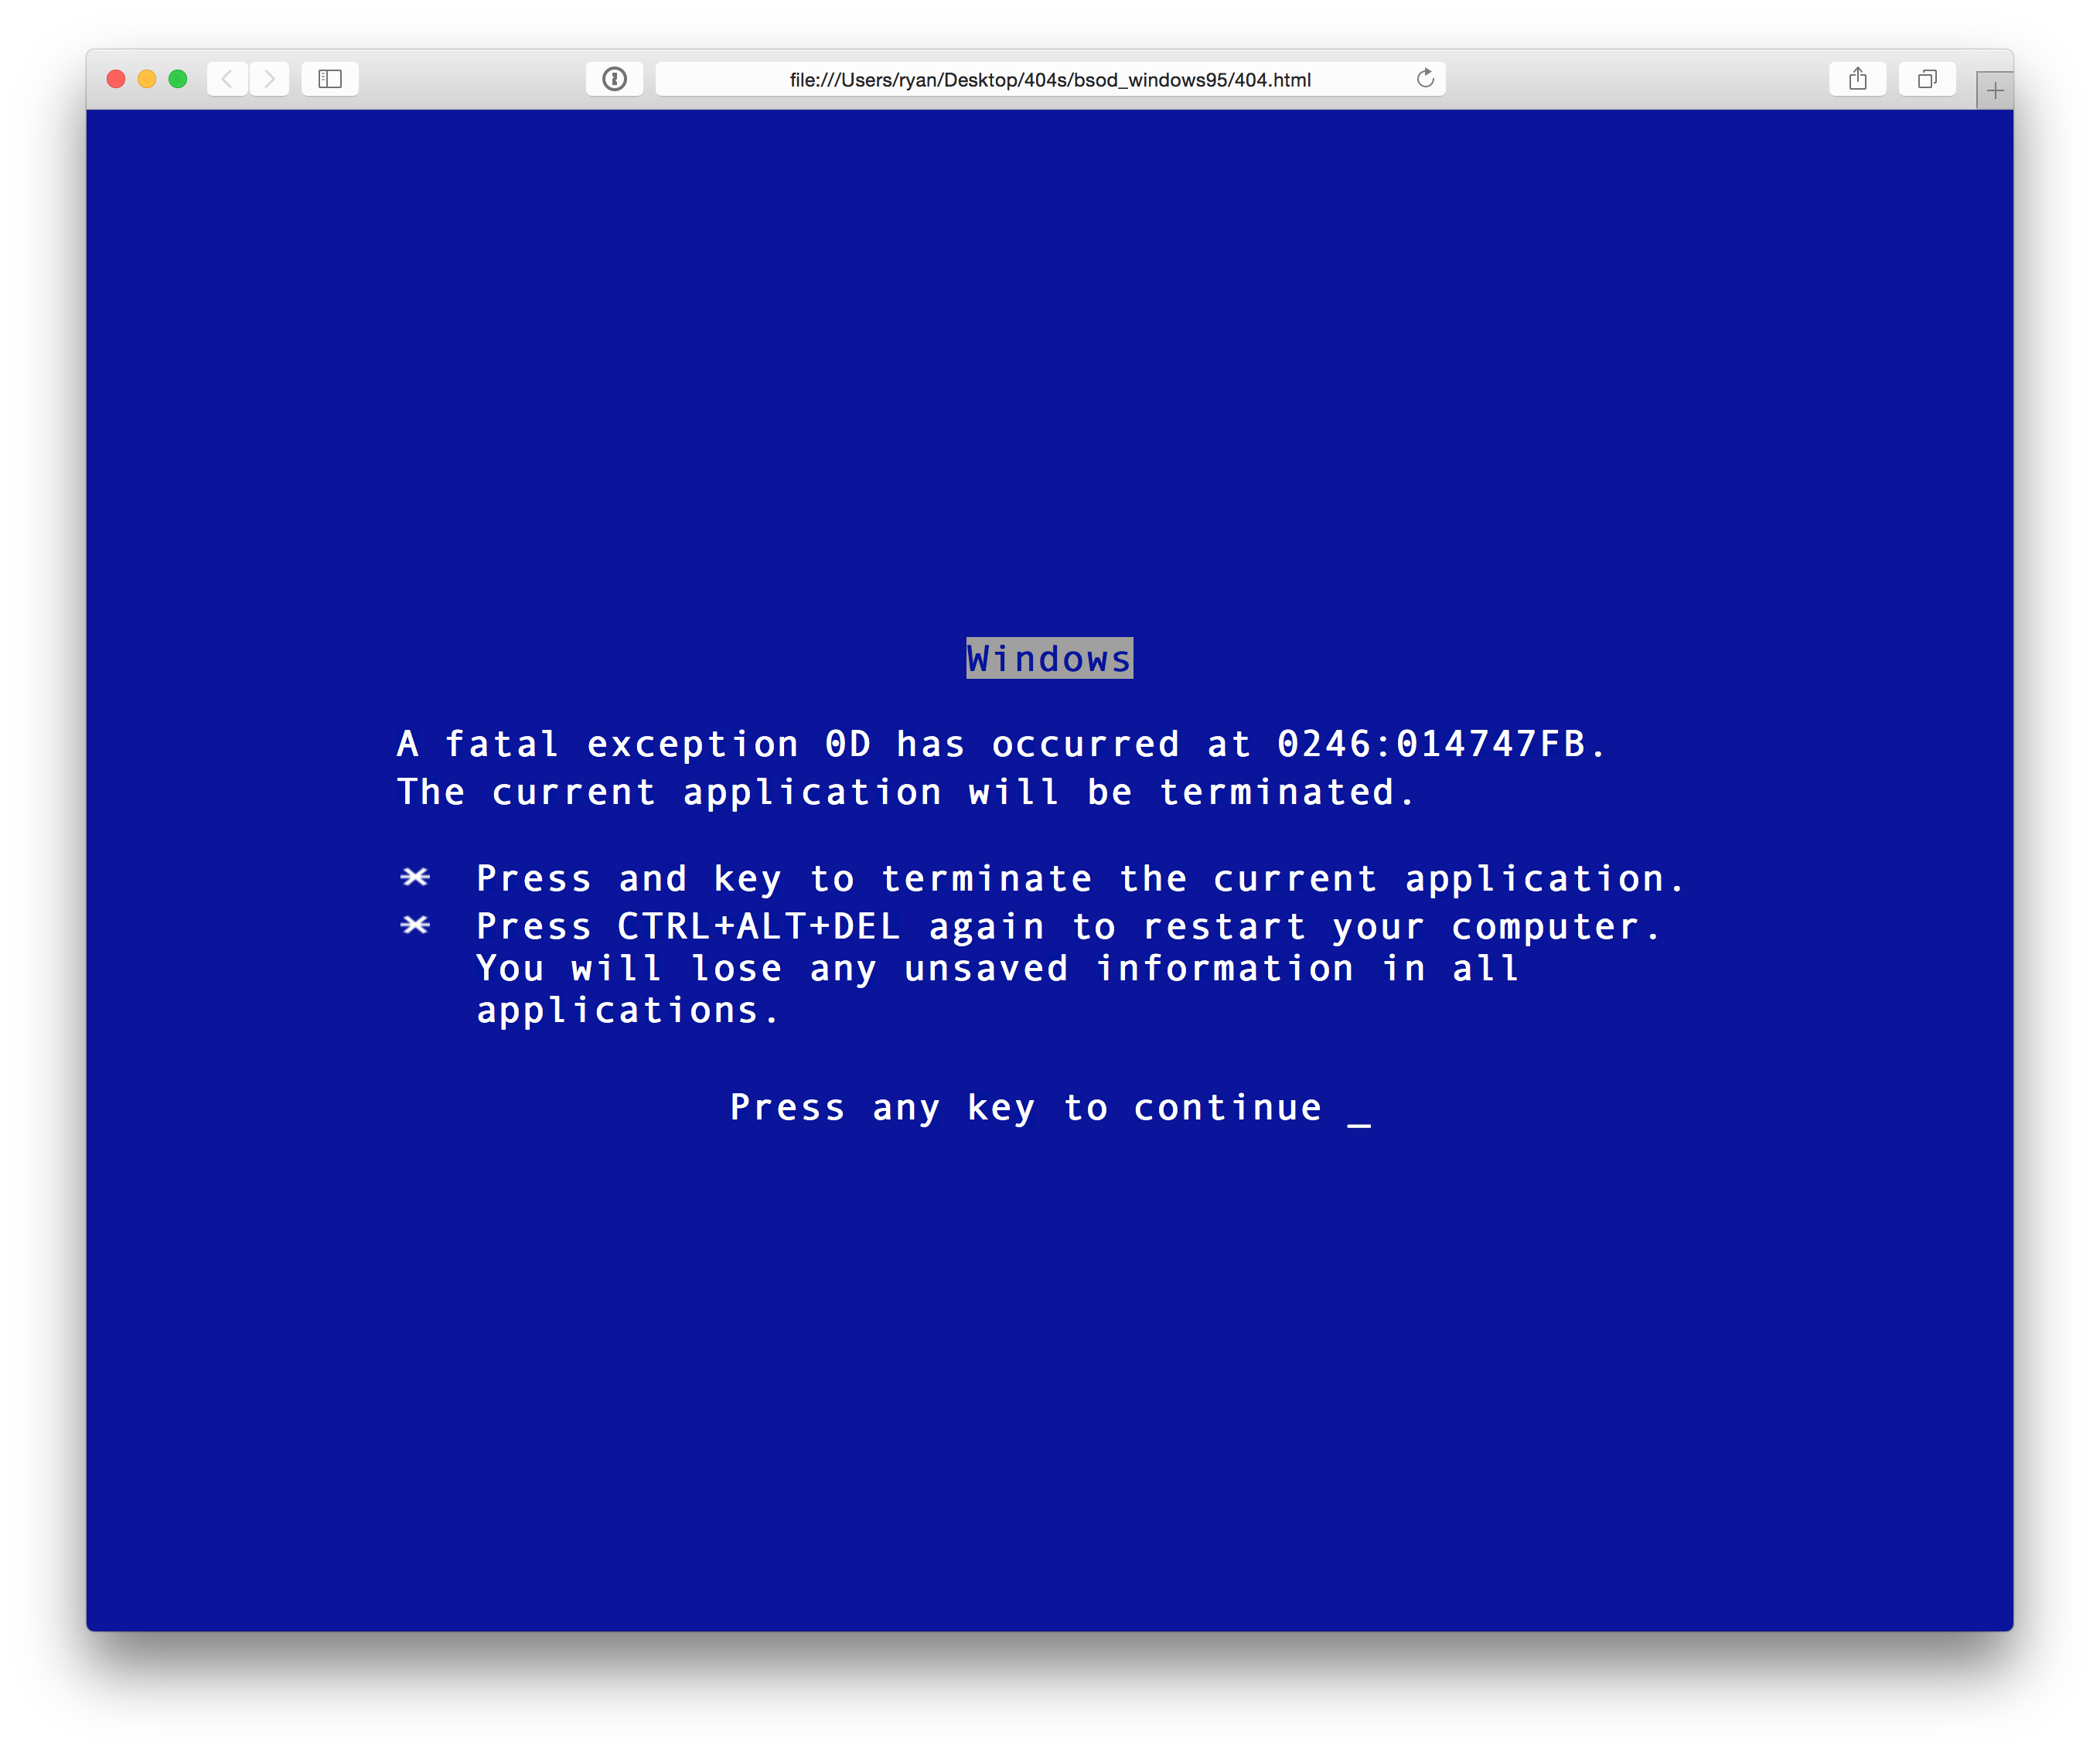 file:///Users/ryan/Desktop/404s/bsod_windows95/404.html
Windows
A fatal exception 0D has occurred at 0246:014747FB.
The current application will be terminated.
* Press and key to terminate the current application.
* Press CTRL+ALT+DEL again to restart your computer.
You will lose any unsaved information in all
applications.
Press any key to continue _